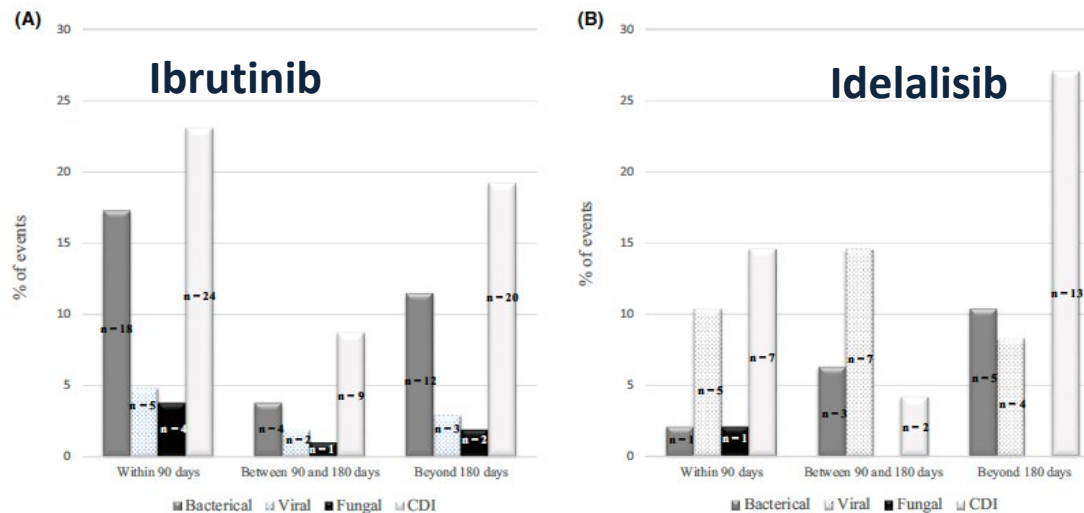 (A)
Ibrutinib
30
25
20
15
10
5
0
% of events
n = 18
n = 5
n = 4
n = 24
n = 4
n = 2
n = 1
n = 9
n = 12
n = 3
n = 2
n = 20
Within 90 days Between 90 and 180 days Beyond 180 days
Bacterical Viral Fungal CDI
(B)
Idelalisib
30
25
20
15
10
5
0
% of events
n = 1
n = 5
n = 1
n = 7
n = 3
n = 7
n = 2
n = 5
n = 4
n = 13
Within 90 days Between 90 and 180 days Beyond 180 days
Bacterical Viral Fungal CDI